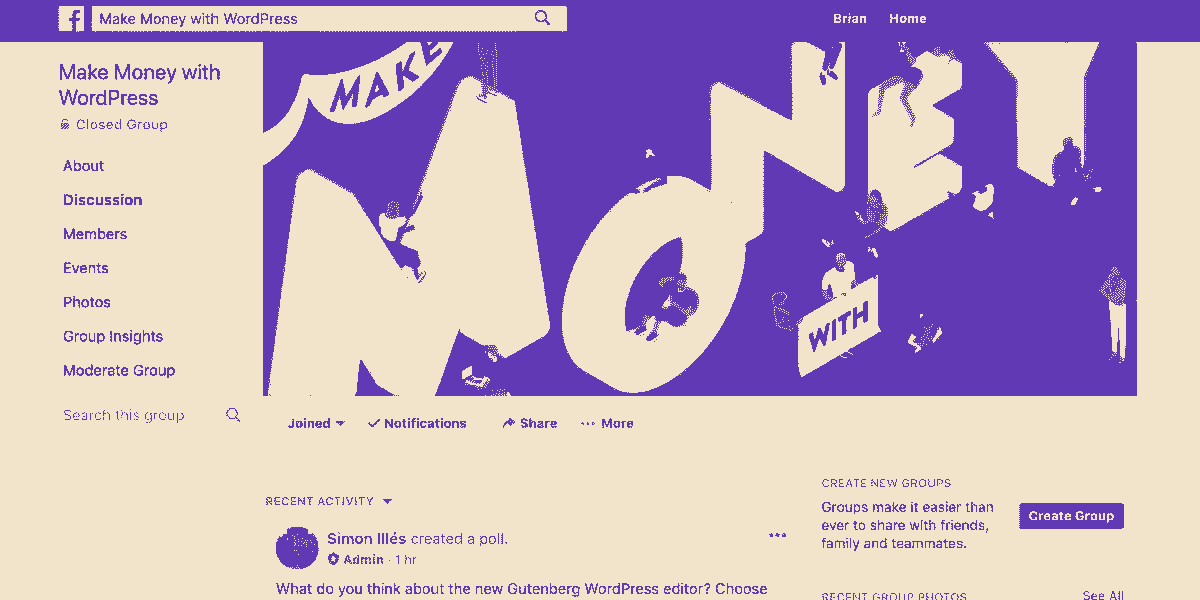 f Make Money with WordPress
Brian Home
Make Money with
WordPress
Closed Group
About
Discussion
Members
Events
Photos
Group Insights
Moderate Group
Search this group
MAKE
MONEY
WITH
Joined
Notifications
Share
More
RECENT ACTIVITY
Simon Illés created a poll.
Admin · 1 hr
What do you think about the new Gutenberg WordPress editor? Choose
CREATE NEW GROUPS
Groups make it easier than
ever to share with friends,
family and teammates.
Create Group
RECENT GROUP PHOTOS
See All